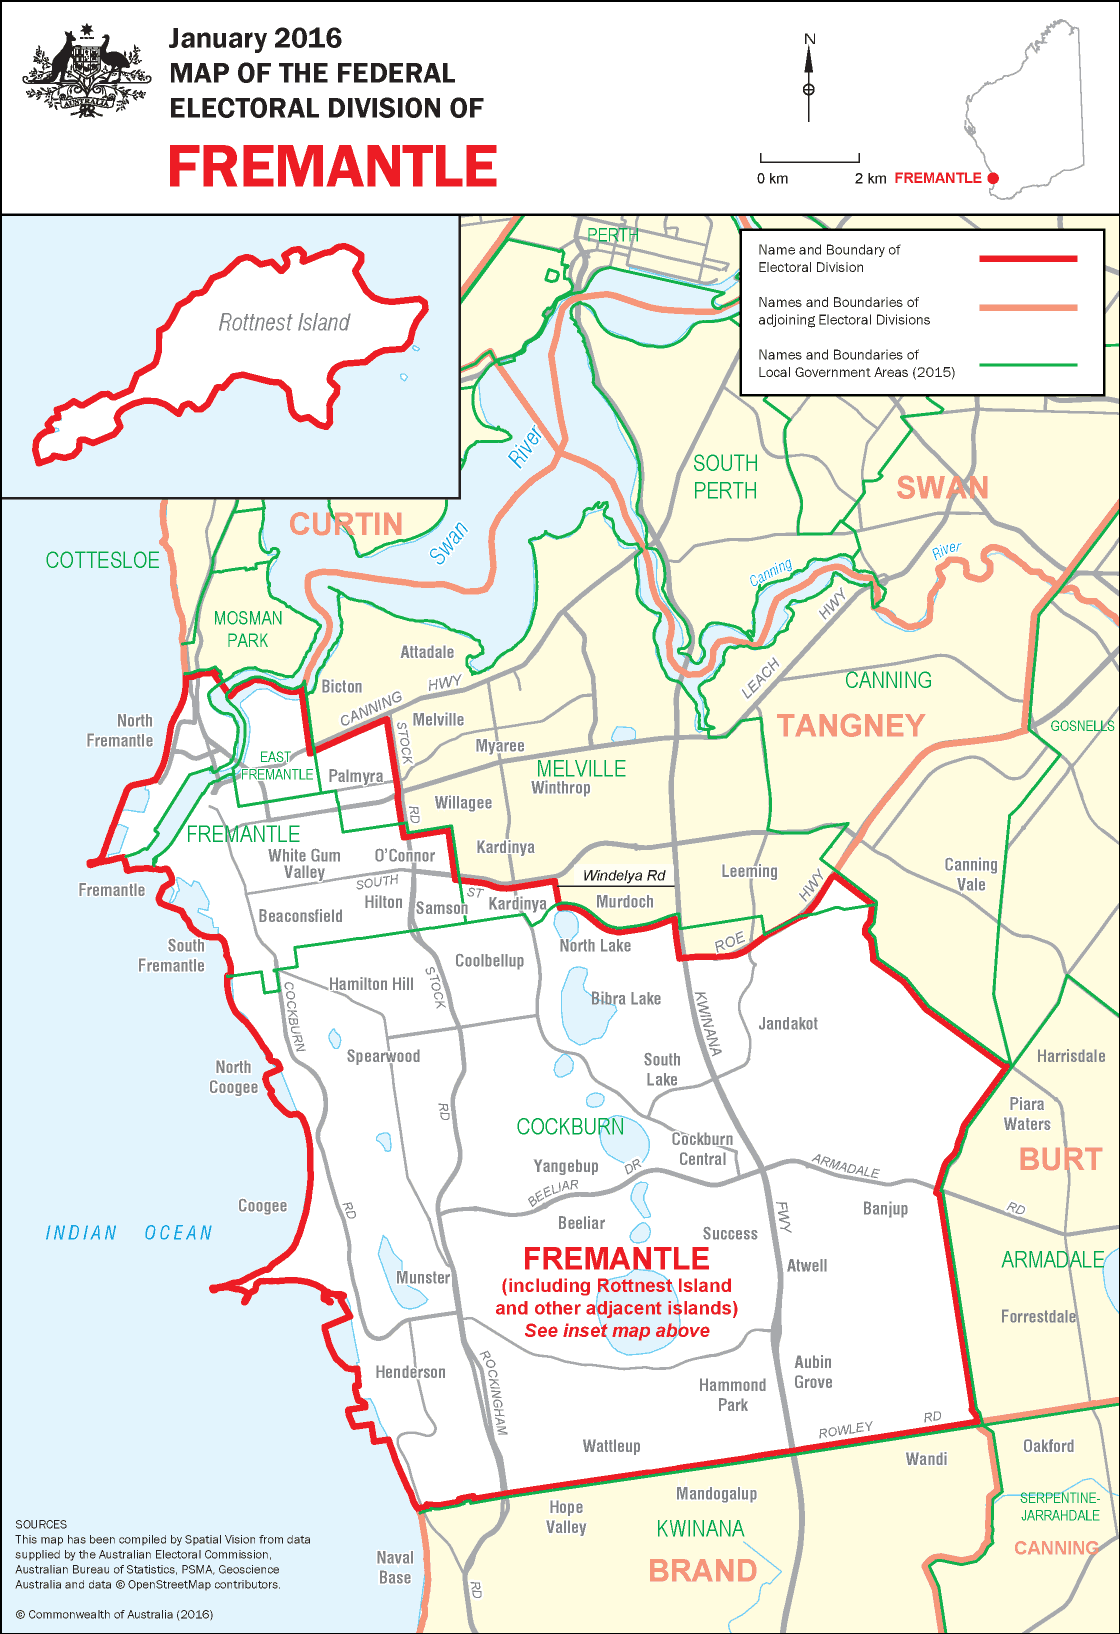 January 2016
MAP OF THE FEDERAL
ELECTORAL DIVISION OF
FREMANTLE
AUSTRALIA
N
0 km 2 km
FREMANTLE
Rottnest Island
Name and Boundary of
Electoral Division
Names and Boundaries of
adjoining Electoral Divisions
Names and Boundaries of
Local Government Areas (2015)
PERTH
River
Swan
SOUTH
PERTH
SWAN
CURTIN
COTTESLOE
Canning
River
HWY
MOSMAN
PARK
Attadale
LEACH
CANNING
Bicton
CANNING HWY
North
Fremantle
Melville
STOCK
TANGNEY
GOSNELLS
Myaree
EAST
FREMANTLE
Palmyra
MELVILLE
Winthrop
Willagee
RD
FREMANTLE
White Gum
Valley
O'Connor
Kardinya
Windelya Rd
Leeming
HWY
Canning
Vale
Fremantle
SOUTH
ST
Hilton
Samson
Kardinya
Murdoch
Beaconsfield
South
Fremantle
North Lake
ROE
Coolbellup
STOCK
Hamilton Hill
COCKBURN
Bibra Lake
KWINANA
Jandakot
Spearwood
Harrisdale
North
Coogee
South
Lake
Piara
Waters
RD
COCKBURN
Cockburn
Central
BURT
Yangebup
DR
BEELIAR
ARMADALE
RD
Coogee
RD
Beeliar
Banjup
INDIAN OCEAN
Success
FWY
FREMANTLE
(including Rottnest Island
and other adjacent islands)
See inset map above
Atwell
ARMADALE
Munster
Forrestdale
Henderson
ROCKINGHAM
Aubin
Grove
Hammond
Park
ROWLEY RD
Wattleup
Wandi
Oakford
Mandogalup
Hope
Valley
SERPENTINE-
JARRAHDALE
KWINANA
CANNING
BRAND
Naval
Base
RD
SOURCES
This map has been compiled by Spatial Vision from data
supplied by the Australian Electoral Commission,
Australian Bureau of Statistics, PSMA, Geoscience
Australia and data © OpenStreetMap contributors.
© Commonwealth of Australia (2016)